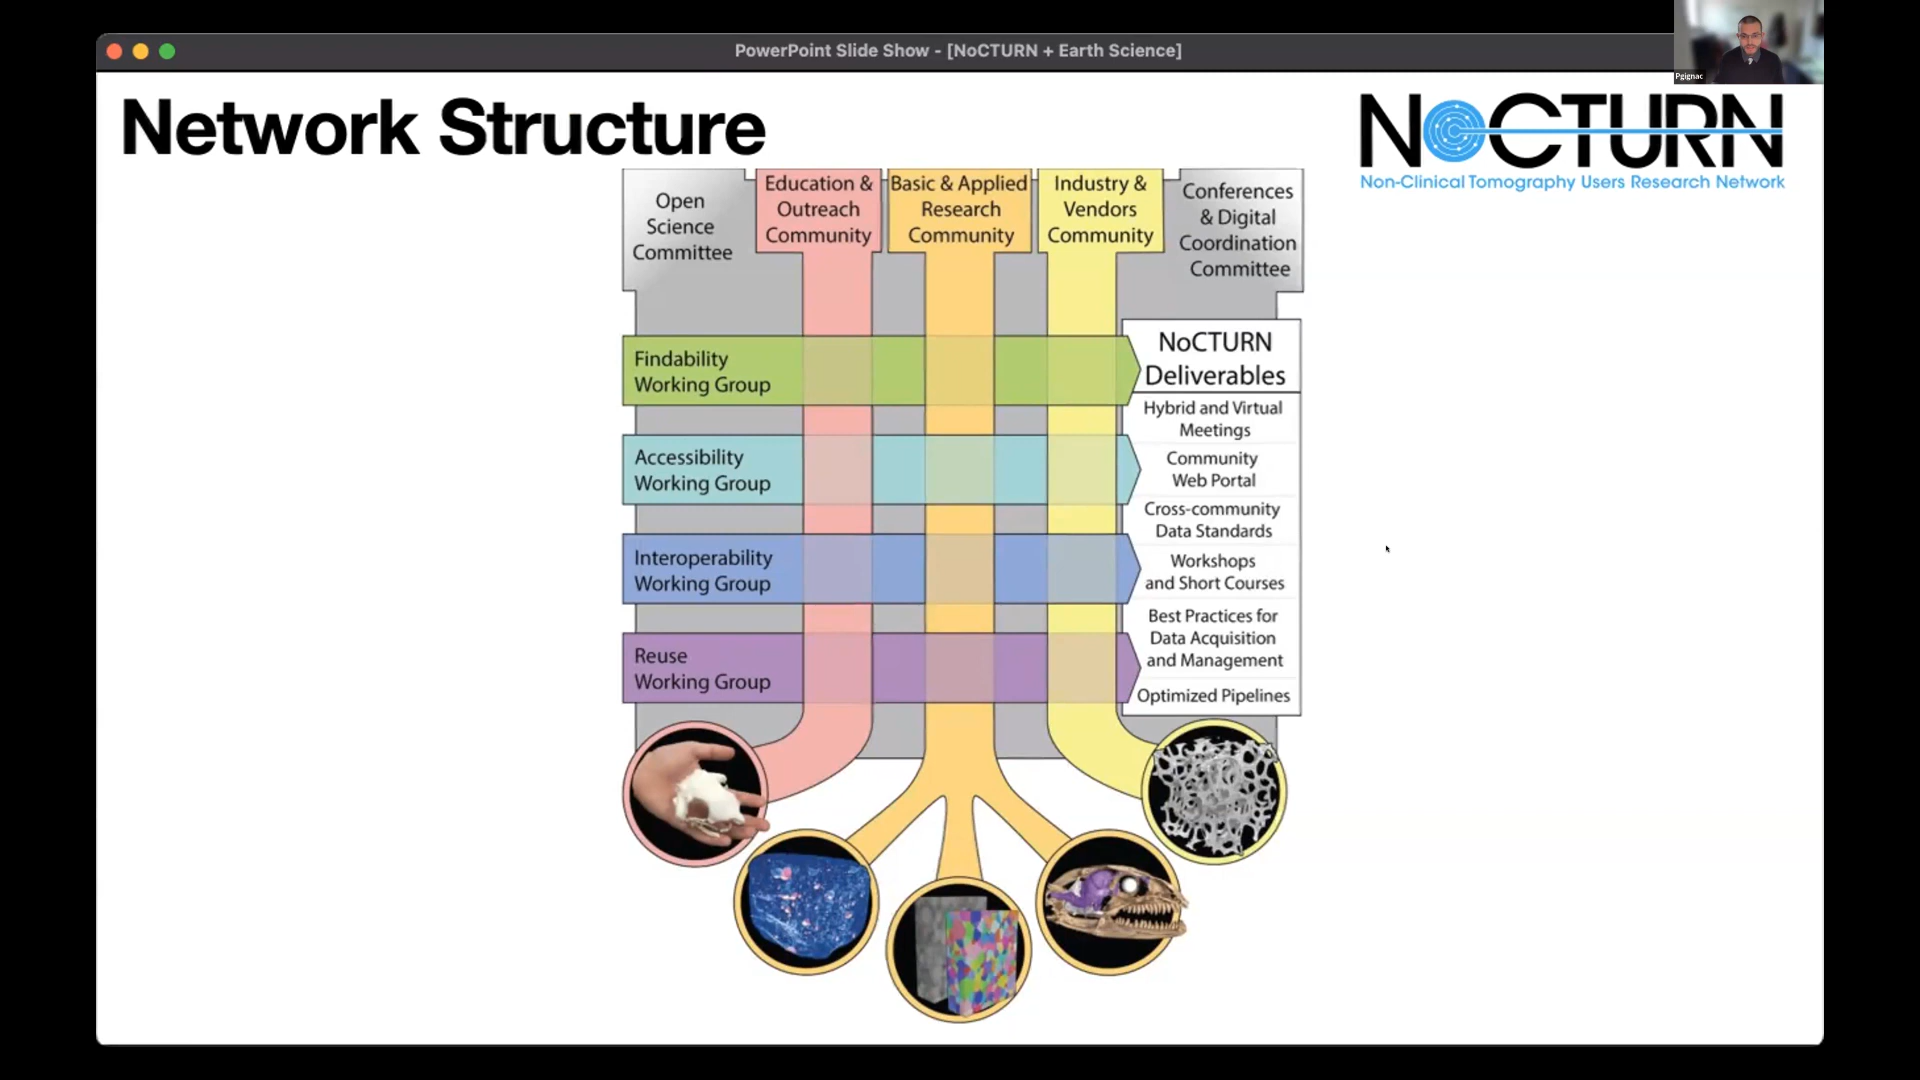 PowerPoint Slide Show - [NoCTURN + Earth Science]
Pgignac
Network Structure
NoCTURN
Non-Clinical Tomography Users Research Network
Open
Science
Committee
Education &
Outreach
Community
Basic & Applied
Research
Community
Industry &
Vendors
Community
Conferences
& Digital
Coordination
Committee
Findability
Working Group
Accessibility
Working Group
Interoperability
Working Group
Reuse
Working Group
NoCTURN
Deliverables
Hybrid and Virtual
Meetings
Community
Web Portal
Cross-community
Data Standards
Workshops
and Short Courses
Best Practices for
Data Acquisition
and Management
Optimized Pipelines